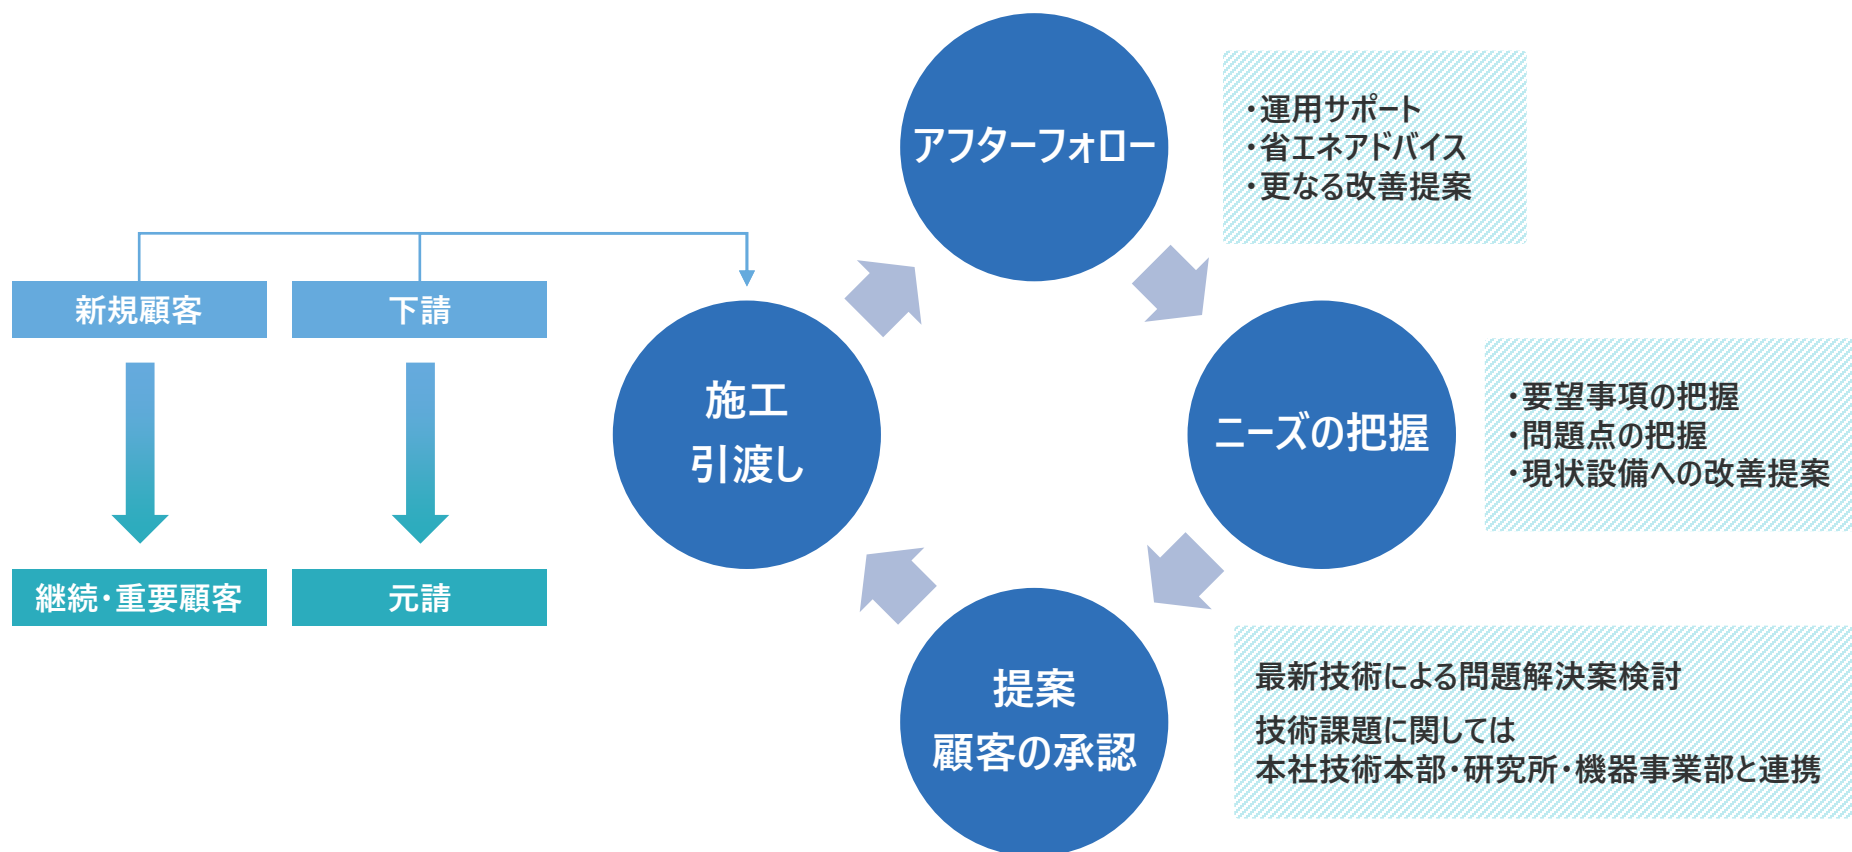 アフターフォロー
・運用サポート
・省エネアドバイス
・更なる改善提案
新規顧客
下請
施工
引渡し
ニーズの把握
・要望事項の把握
・問題点の把握
・現状設備への改善提案
継続・重要顧客
元請
提案
顧客の承認
最新技術による問題解決案検討
技術課題に関しては
本社技術本部・研究所・機器事業部と連携